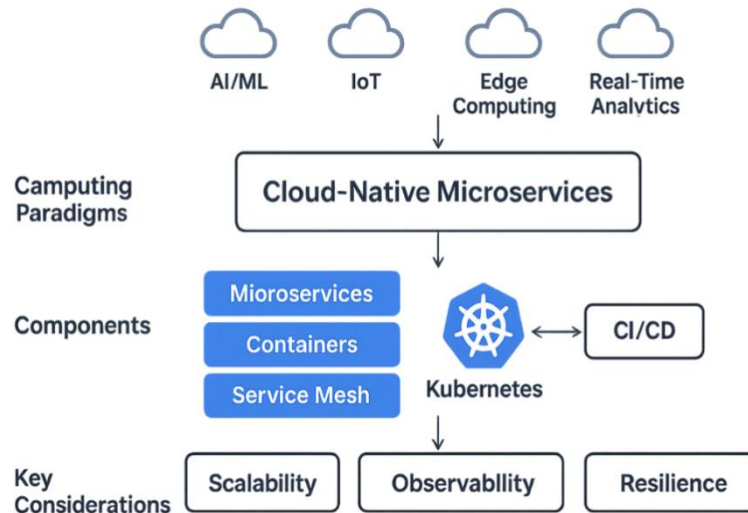 AI/ML
IoT
Edge
Computing
Real-Time
Analytics
Camputing
Paradigms
Cloud-Native Microservices
Components
Mioroservices
Containers
Service Mesh
Kubernetes
CI/CD
Key
Considerations
Scalability
Observabllity
Resilience